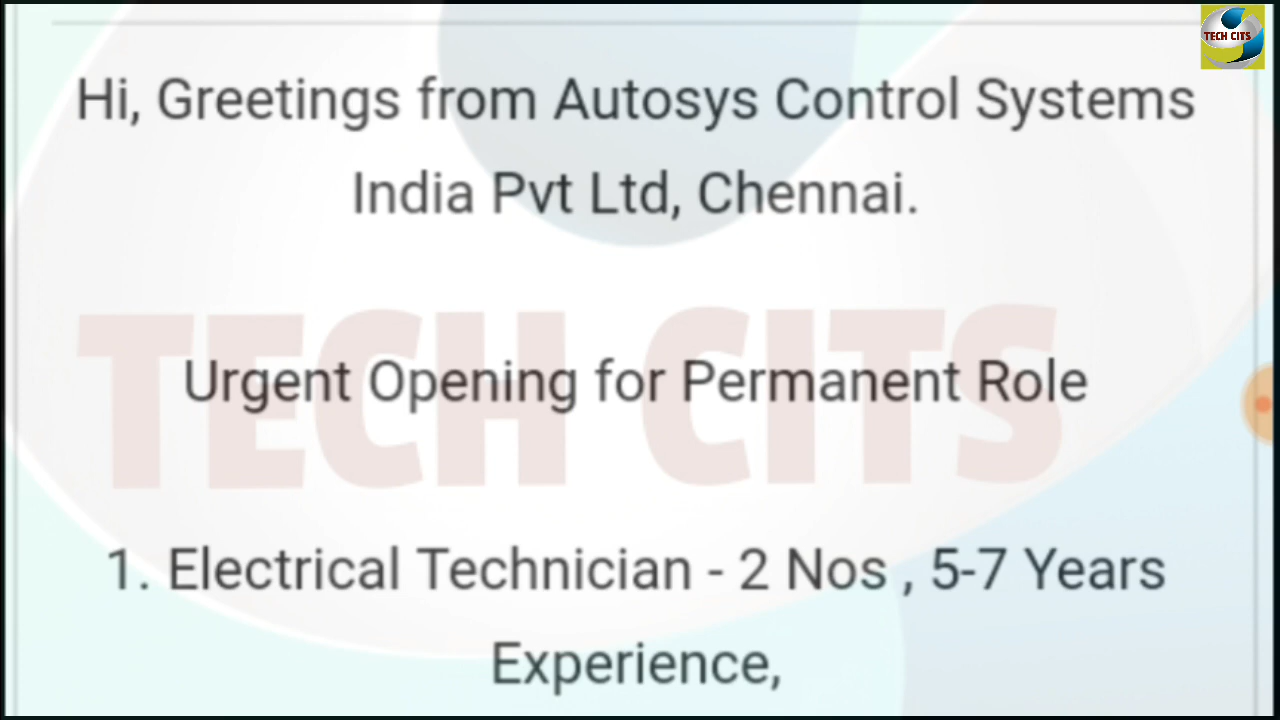 TECH CITS
Hi, Greetings from Autosys Control Systems
India Pvt Ltd, Chennai.
TECH CITS
Urgent Opening for Permanent Role
1. Electrical Technician - 2 Nos , 5-7 Years
Experience,